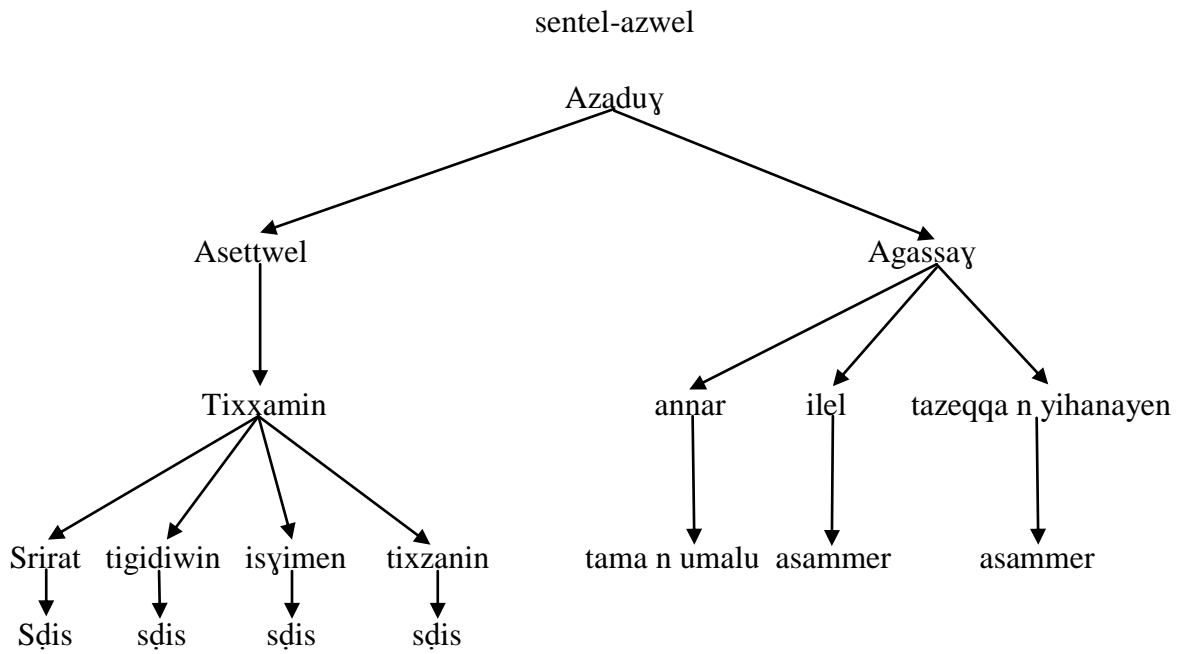 sentel-azwel
Azaduɣ
Asettwel Agassaɣ
Tixxamin annar ilel tazeqqa n yihanayen
Srirat tigidiwin isɣimen tixzanin tama n umalu asammer asammer
Sḍis sḍis sḍis sḍis